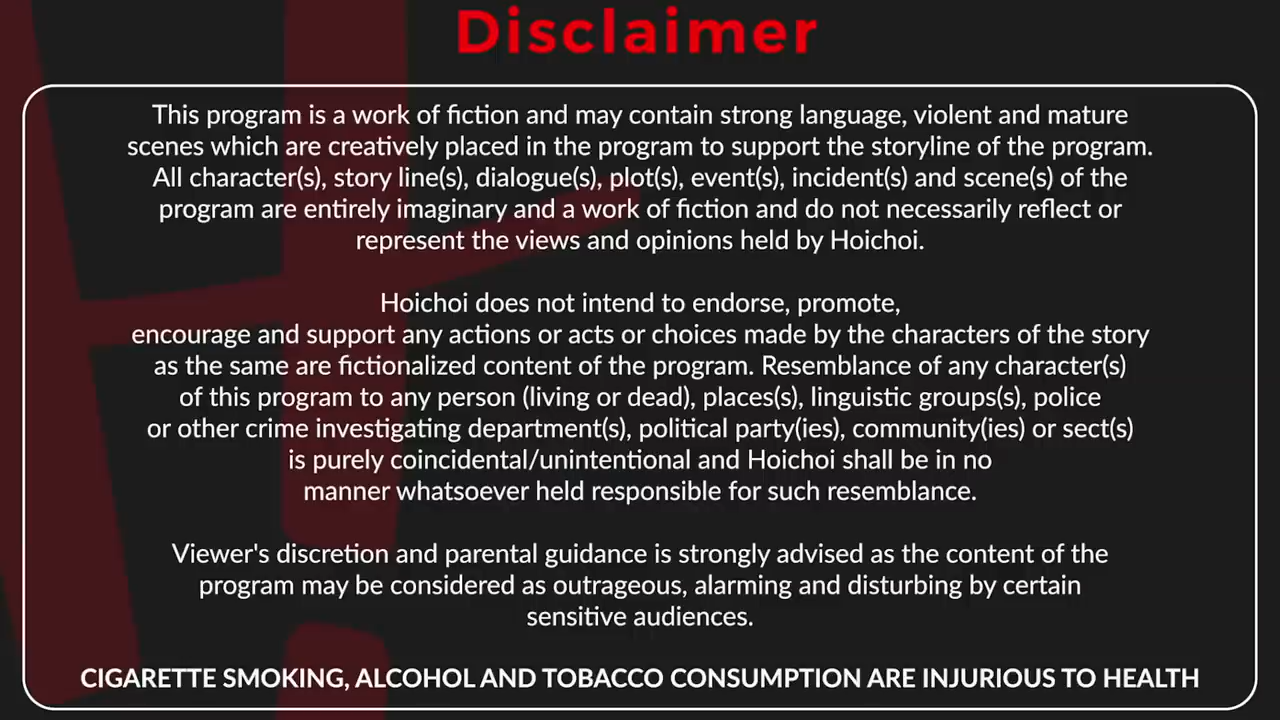 Disclaimer
This program is a work of fiction and may contain strong language, violent and mature
scenes which are creatively placed in the program to support the storyline of the program.
All character(s), story line(s), dialogue(s), plot(s), event(s), incident(s) and scene(s) of the
program are entirely imaginary and a work of fiction and do not necessarily reflect or
represent the views and opinions held by Hoichoi.
Hoichoi does not intend to endorse, promote,
encourage and support any actions or acts or choices made by the characters of the story
as the same are fictionalized content of the program. Resemblance of any character(s)
of this program to any person (living or dead), places(s), linguistic groups(s), police
or other crime investigating department(s), political party(ies), community(ies) or sect(s)
is purely coincidental/unintentional and Hoichoi shall be in no
manner whatsoever held responsible for such resemblance.
Viewer's discretion and parental guidance is strongly advised as the content of the
program may be considered as outrageous, alarming and disturbing by certain
sensitive audiences.
CIGARETTE SMOKING, ALCOHOL AND TOBACCO CONSUMPTION ARE INJURIOUS TO HEALTH